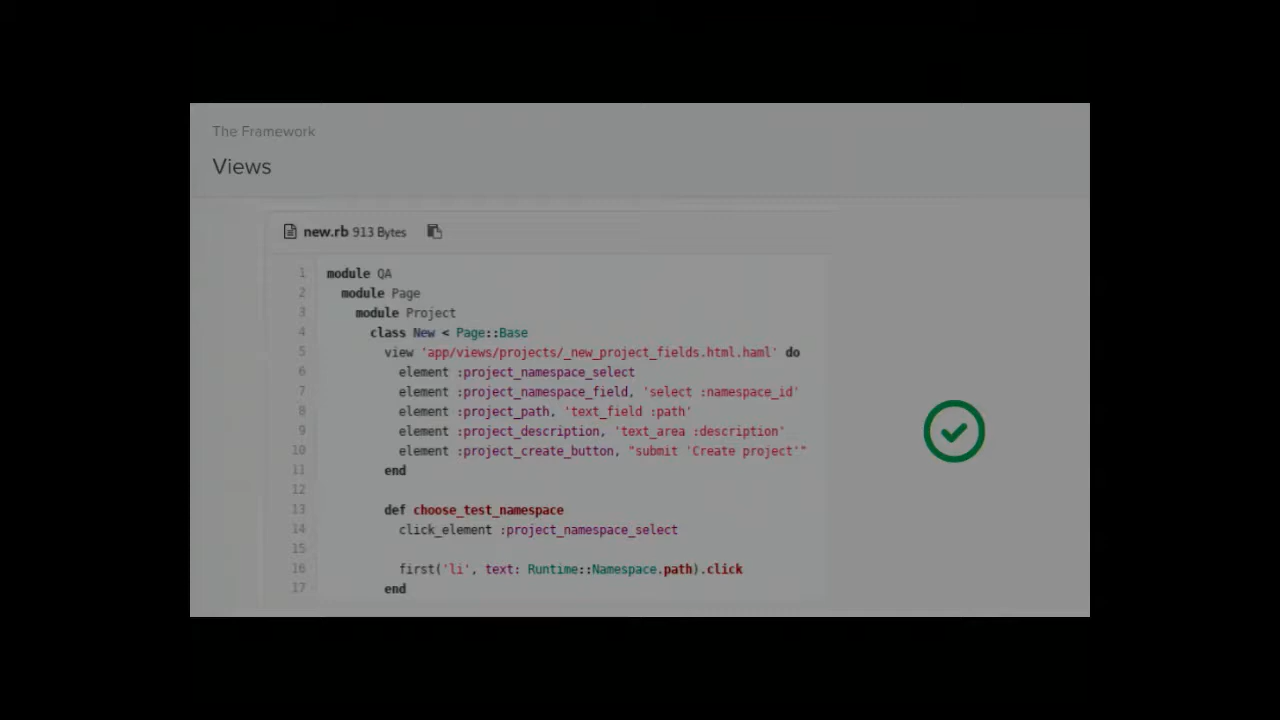 The Framework
Views
new.rb 913 Bytes
1 module QA
2 module Page
3 module Project
4 class New < Page::Base
5 view 'app/views/projects/_new_project_fields.html.haml' do
6 element :project_namespace_select
7 element :project_namespace_field, 'select :namespace_id'
8 element :project_path, 'text_field :path'
9 element :project_description, 'text_area :description'
10 element :project_create_button, "submit 'Create project'"
11 end
12
13 def choose_test_namespace
14 click_element :project_namespace_select
15
16 first('li', text: Runtime::Namespace.path).click
17 end